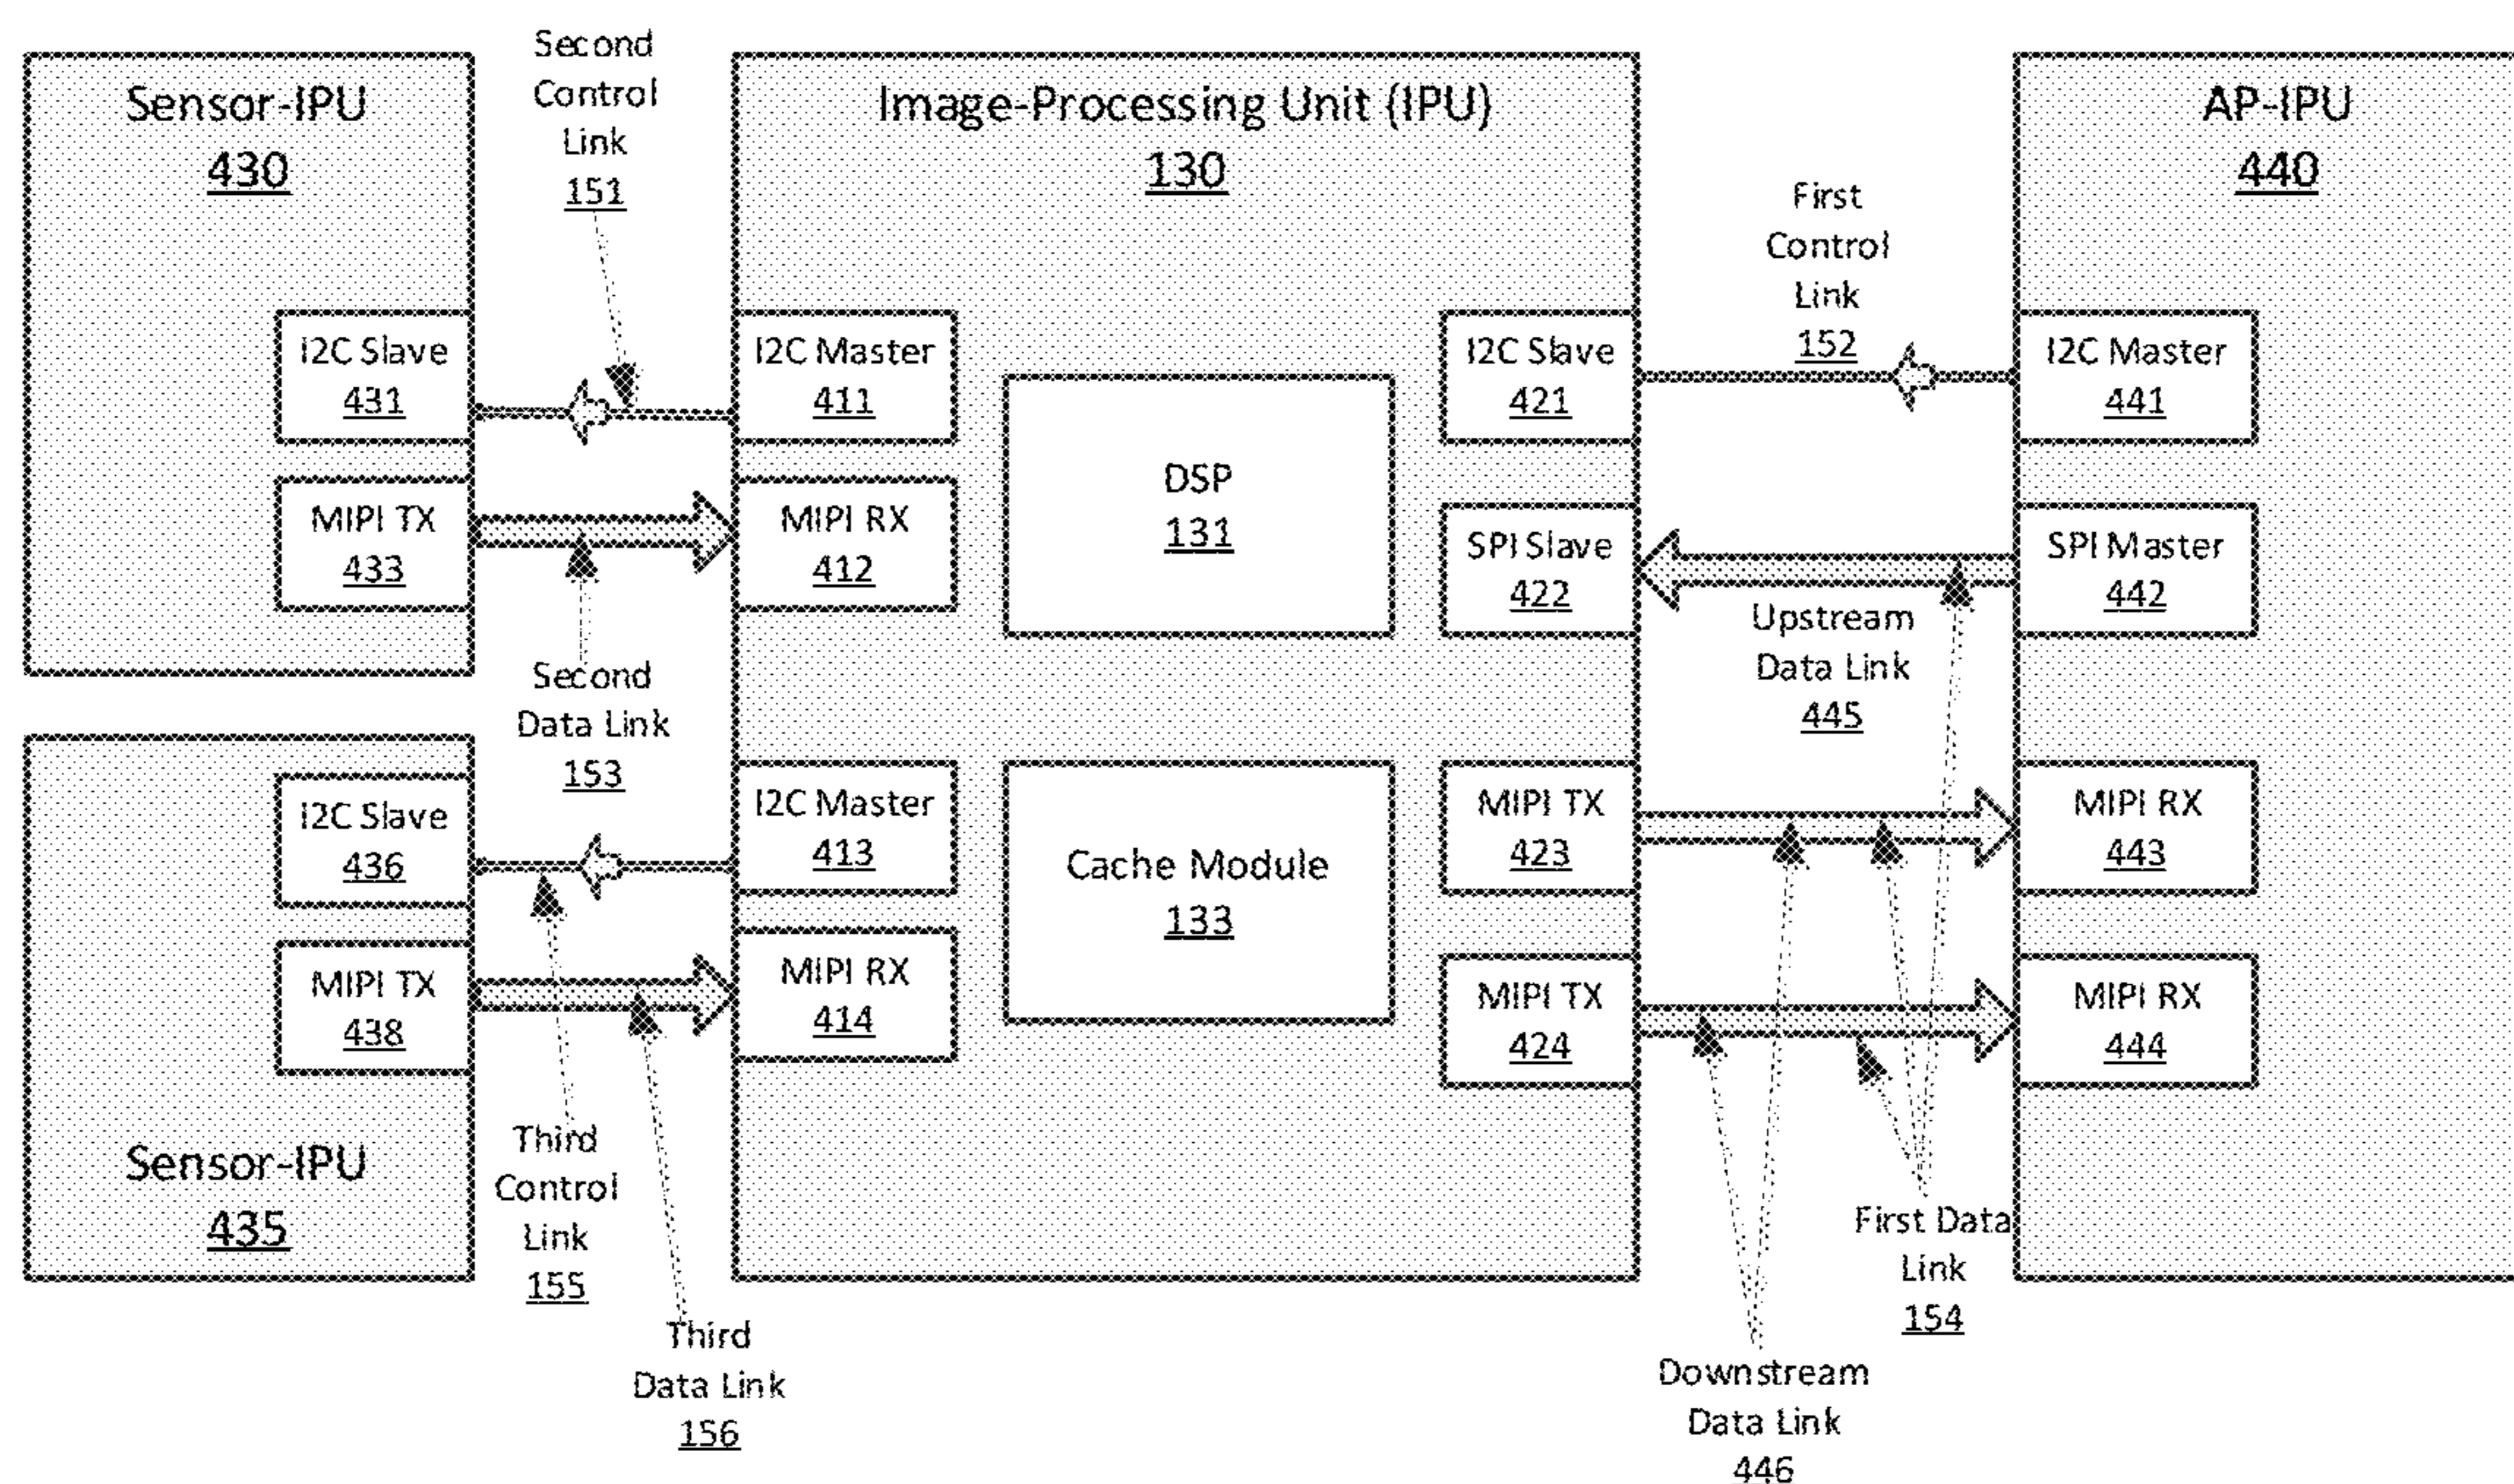 Sensor-IPU
430
I2C Slave
431
MIPI TX
433
Second
Control
Link
151
Second
Data Link
153
Sensor-IPU
435
I2C Slave
436
MIPI TX
438
Third
Control
Link
155
Third
Data Link
156
Image-Processing Unit (IPU)
130
I2C Master
411
MIPI RX
412
I2C Master
413
MIPI RX
414
DSP
131
Cache Module
133
I2C Slave
421
SPI Slave
422
MIPI TX
423
MIPI TX
424
First
Control
Link
152
Upstream
Data Link
445
First Data
Link
154
Downstream
Data Link
446
AP-IPU
440
I2C Master
441
SPI Master
442
MIPI RX
443
MIPI RX
444